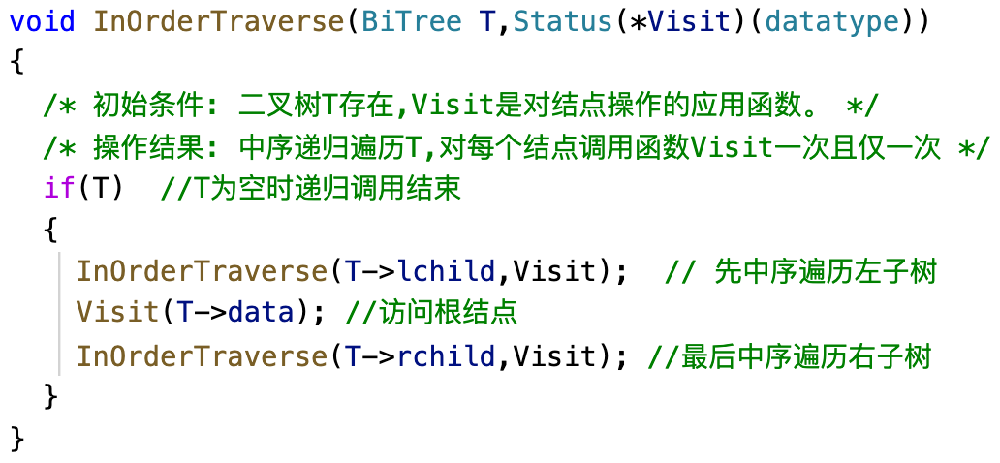 void InOrderTraverse(BiTree T,Status(*Visit)(datatype))
{
  /* 初始条件: 二叉树T存在,Visit是对结点操作的应用函数。 */
  /* 操作结果: 中序递归遍历T,对每个结点调用函数Visit一次且仅一次 */
  if(T)  //T为空时递归调用结束
  {
    InOrderTraverse(T->lchild,Visit);  // 先中序遍历左子树
    Visit(T->data); //访问根结点
    InOrderTraverse(T->rchild,Visit); //最后中序遍历右子树
  }
}